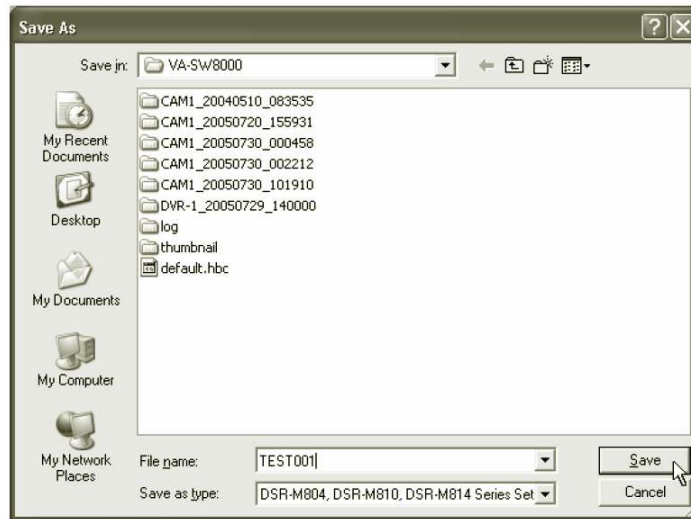 Save As
Save in: VA-SW8000
My Recent
Documents
Desktop
My Documents
My Computer
My Network
Places
CAM1_20040510_083535
CAM1_20050720_155931
CAM1_20050730_000458
CAM1_20050730_002212
CAM1_20050730_101910
DVR-1_20050729_140000
log
thumbnail
default.hbc
File name: TEST001
Save
Save as type: DSR-M804, DSR-M810, DSR-M814 Series Set
Cancel